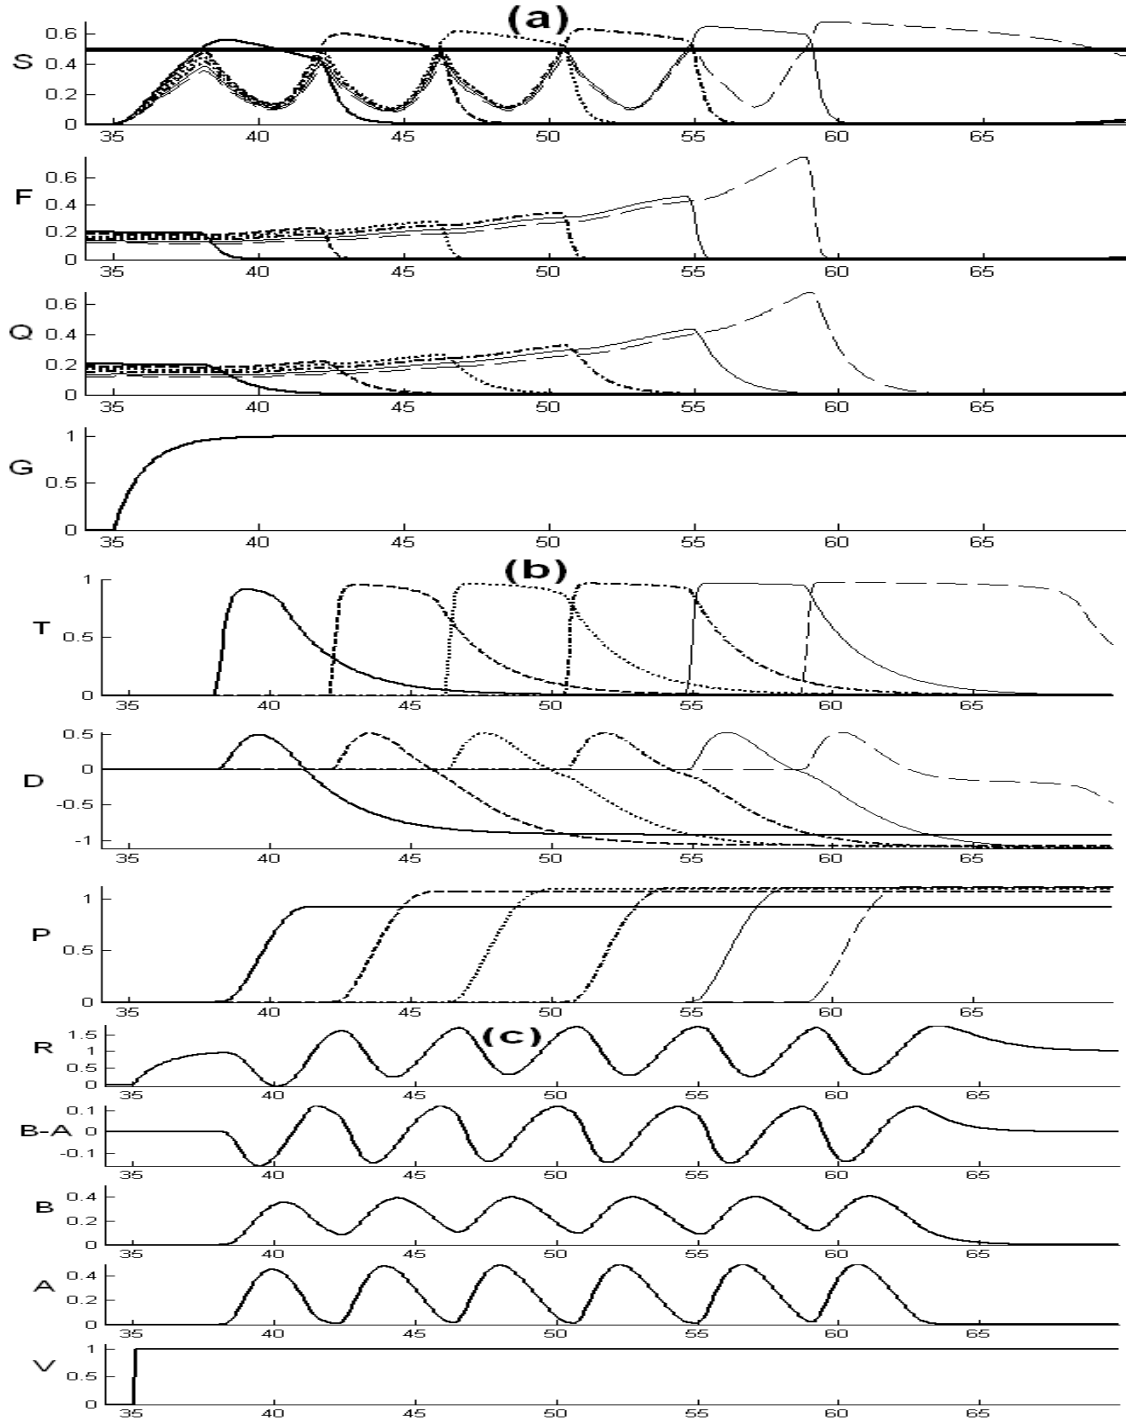 (a)
S 0.6 0.4 0.2 0
35 40 45 50 55 60 65
F 0.6 0.4 0.2 0
35 40 45 50 55 60 65
Q 0.6 0.4 0.2 0
35 40 45 50 55 60 65
G 1 0.5 0
35 40 45 50 55 60 65
(b)
T 1 0.5 0
35 40 45 50 55 60 65
D 0.5 0 -0.5 -1
35 40 45 50 55 60 65
P 1 0.5 0
35 40 45 50 55 60 65
(c)
R 1.5 1 0.5 0
35 40 45 50 55 60 65
B-A 0.1 0 -0.1
35 40 45 50 55 60 65
B 0.4 0.2 0
35 40 45 50 55 60 65
A 0.4 0.2 0
35 40 45 50 55 60 65
V 1 0.5 0
35 40 45 50 55 60 65